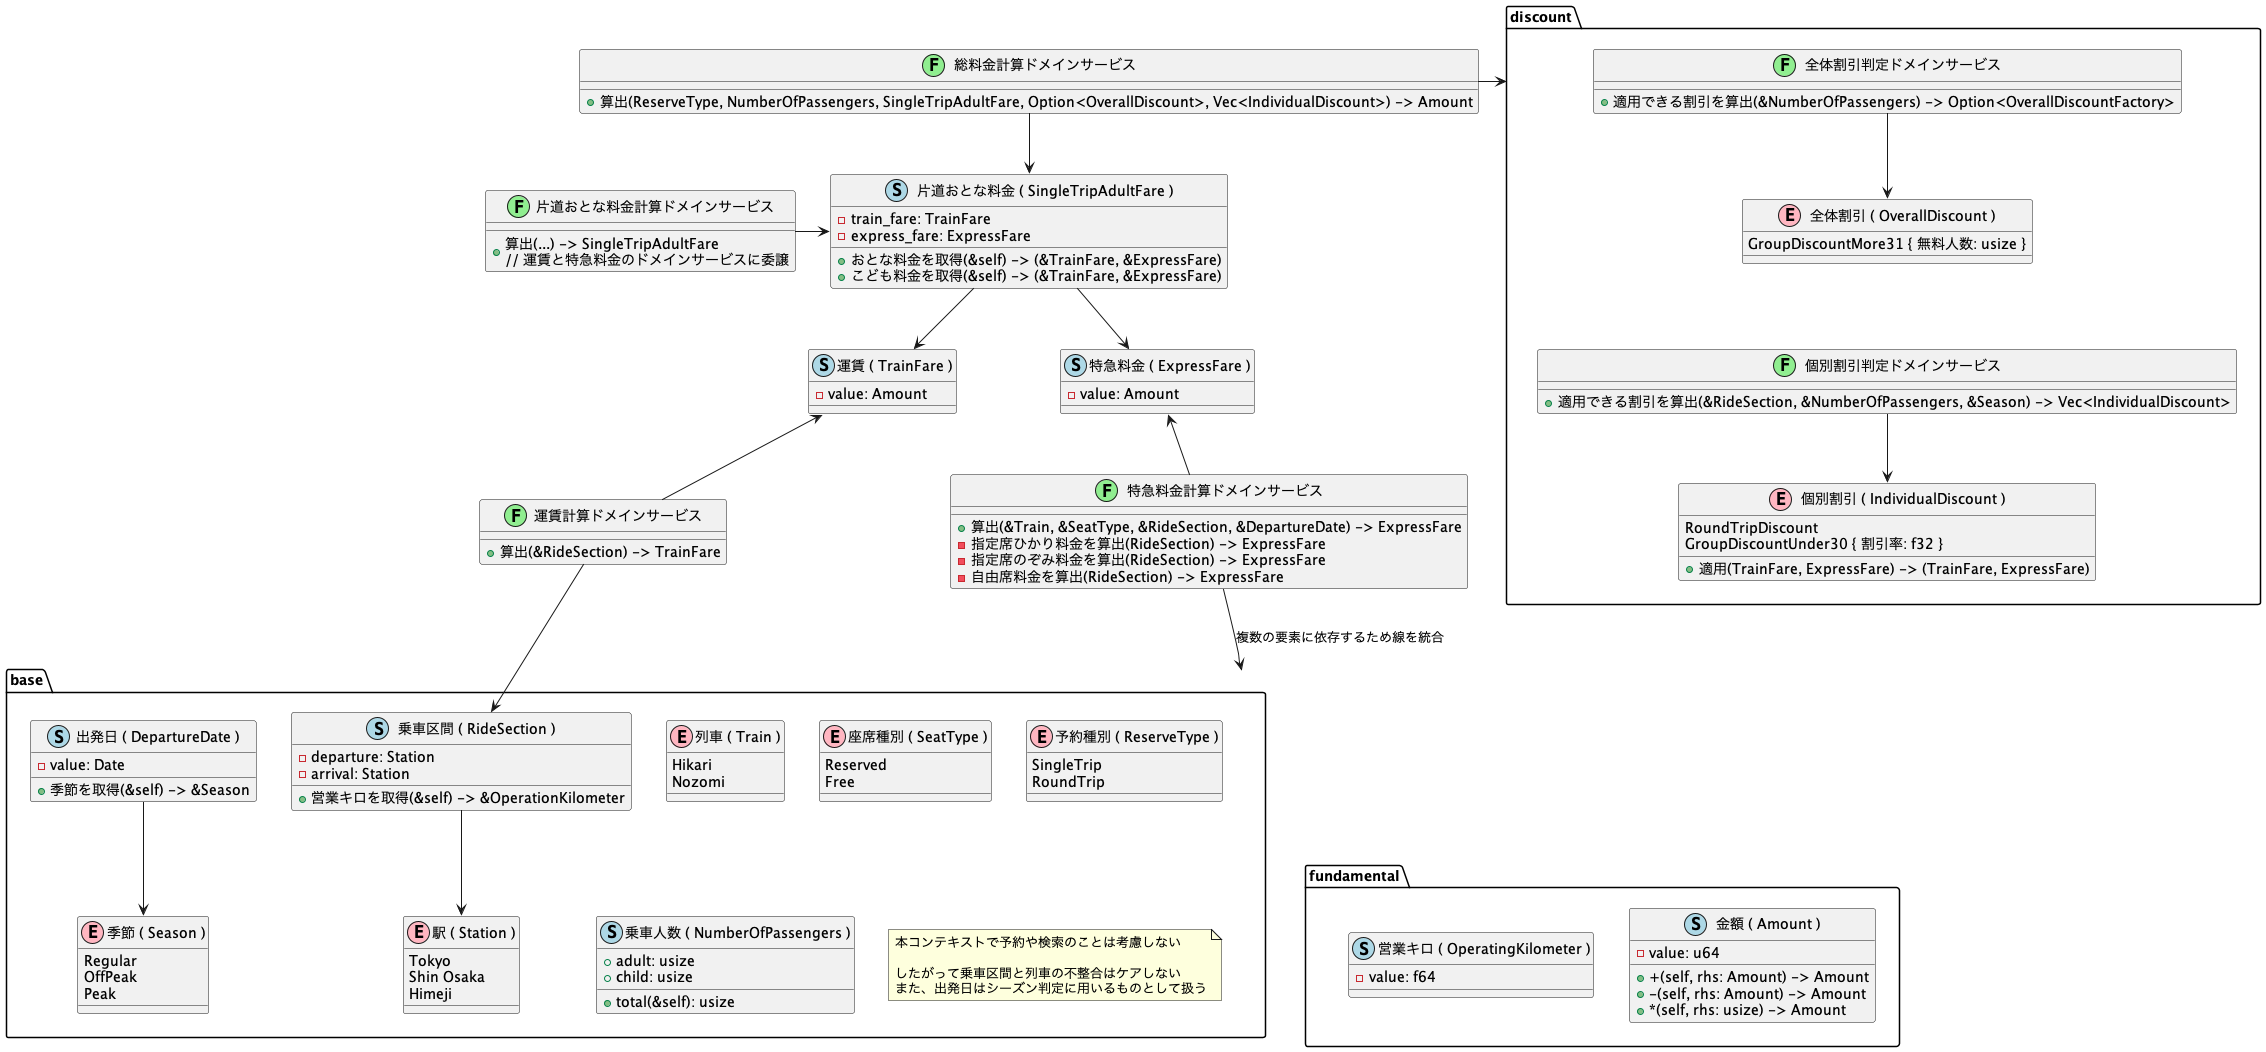 discount
F 総料金計算ドメインサービス
算出(ReserveType, NumberOfPassengers, SingleTripAdultFare, Option<OverallDiscount>, Vec<IndividualDiscount>) -> Amount
F 全体割引判定ドメインサービス
適用できる割引を算出(&NumberOfPassengers) -> Option<OverallDiscountFactory>
F 片道おとな料金計算ドメインサービス
算出(...) -> SingleTripAdultFare
// 運賃と特急料金のドメインサービスに委譲
S 片道おとな料金 ( SingleTripAdultFare )
train_fare: TrainFare
express_fare: ExpressFare
おとな料金を取得(&self) -> (&TrainFare, &ExpressFare)
こども料金を取得(&self) -> (&TrainFare, &ExpressFare)
E 全体割引 ( OverallDiscount )
GroupDiscountMore31 { 無料人数: usize }
S 運賃 ( TrainFare )
value: Amount
S 特急料金 ( ExpressFare )
value: Amount
F 個別割引判定ドメインサービス
適用できる割引を算出(&RideSection, &NumberOfPassengers, &Season) -> Vec<IndividualDiscount>
F 運賃計算ドメインサービス
算出(&RideSection) -> TrainFare
F 特急料金計算ドメインサービス
算出(&Train, &SeatType, &RideSection, &DepartureDate) -> ExpressFare
指定席ひかり料金を算出(RideSection) -> ExpressFare
指定席のぞみ料金を算出(RideSection) -> ExpressFare
自由席料金を算出(RideSection) -> ExpressFare
E 個別割引 ( IndividualDiscount )
RoundTripDiscount
GroupDiscountUnder30 { 割引率: f32 }
適用(TrainFare, ExpressFare) -> (TrainFare, ExpressFare)
複数の要素に依存するため線を統合
base
S 出発日 ( DepartureDate )
value: Date
季節を取得(&self) -> &Season
S 乗車区間 ( RideSection )
departure: Station
arrival: Station
営業キロを取得(&self) -> &OperationKilometer
E 列車 ( Train )
Hikari
Nozomi
E 座席種別 ( SeatType )
Reserved
Free
E 予約種別 ( ReserveType )
SingleTrip
RoundTrip
E 季節 ( Season )
Regular
OffPeak
Peak
E 駅 ( Station )
Tokyo
Shin Osaka
Himeji
S 乗車人数 ( NumberOfPassengers )
adult: usize
child: usize
total(&self): usize
本コンテキストで予約や検索のことは考慮しない
したがって乗車区間と列車の不整合はケアしない
また、出発日はシーズン判定に用いるものとして扱う
fundamental
S 営業キロ ( OperatingKilometer )
value: f64
S 金額 ( Amount )
value: u64
+(self, rhs: Amount) -> Amount
-(self, rhs: Amount) -> Amount
*(self, rhs: usize) -> Amount